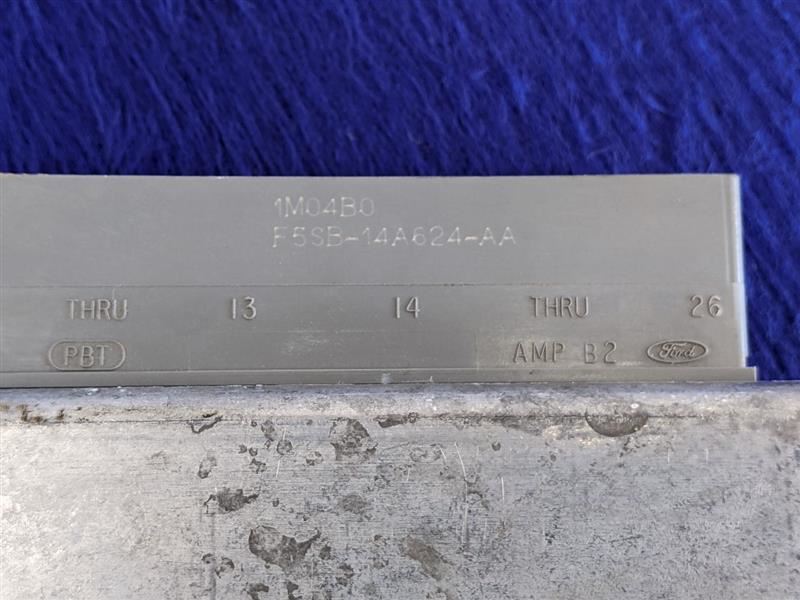 1M04B0
F5SB-14A624-AA
THRU 13 14 THRU 26
PBT AMP B2 Ford